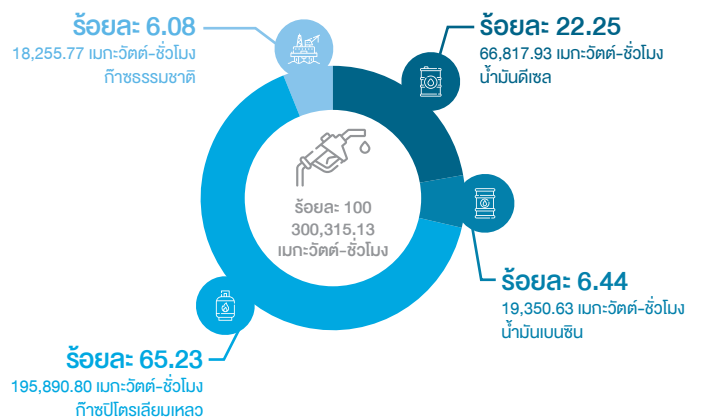 ร้อยละ 6.08
18,255.77 เมกะวัตต์-ชั่วโมง
ก๊าซธรรมชาติ
ร้อยละ 22.25
66,817.93 เมกะวัตต์-ชั่วโมง
น้ำมันดีเซล
ร้อยละ 100
300,315.13
เมกะวัตต์-ชั่วโมง
ร้อยละ 6.44
19,350.63 เมกะวัตต์-ชั่วโมง
น้ำมันเบนซิน
ร้อยละ 65.23
195,890.80 เมกะวัตต์-ชั่วโมง
ก๊าซปิโตรเลียมเหลว